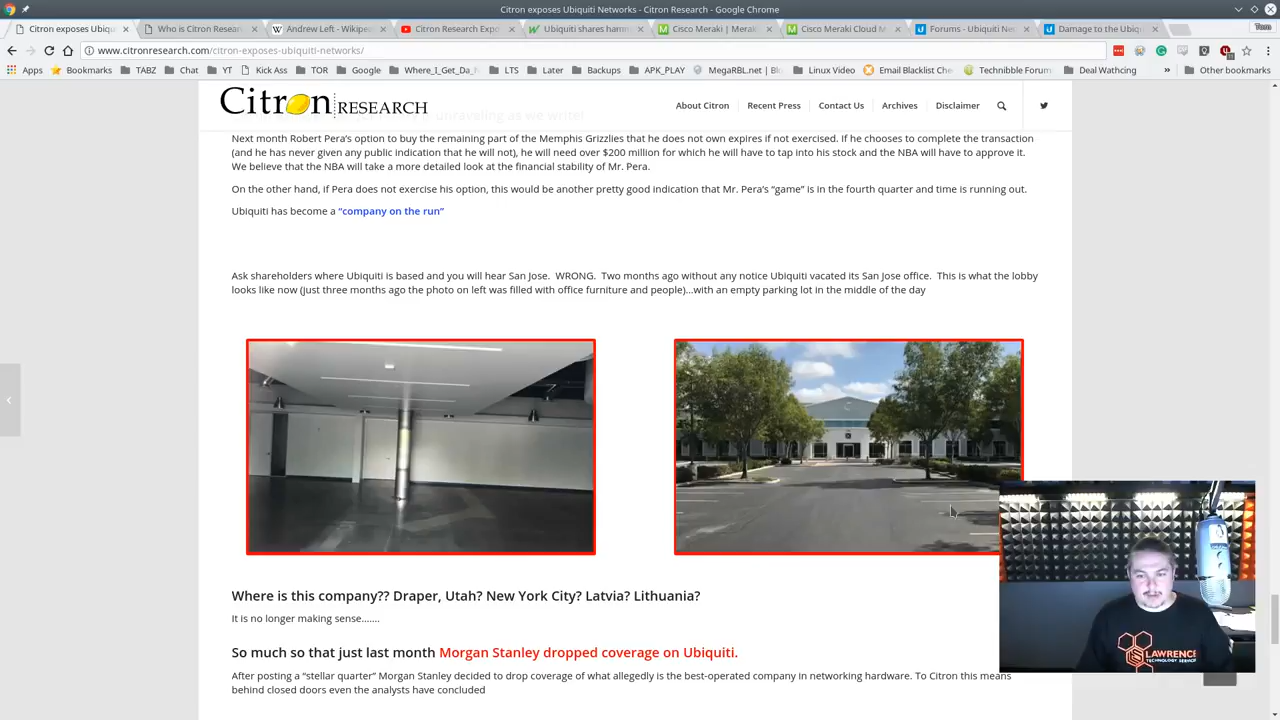 Citron exposes Ubiquiti Networks - Citron Research - Google Chrome
Citron exposes Ubiqu
Who is Citron Resear
Andrew Left - Wikipe
Citron Research Expo
Ubiquiti shares ham
Cisco Meraki | Merak
Cisco Meraki Cloud M
Forums - Ubiquiti Ne
Damage to the Ubiq
Tom
www.citronresearch.com/citron-exposes-ubiquiti-networks/
Apps Bookmarks TABZ Chat YT Kick Ass TOR Google Where_I_Get_Da_ LTS Later Backups APK_PLAY MegaRBL.net | Bl Linux Video Email Blacklist Che Technibble Forum Deal Wathcing » Other bookmarks
Citron RESEARCH
About Citron Recent Press Contact Us Archives Disclaimer
unraveling as we write!
Next month Robert Pera's option to buy the remaining part of the Memphis Grizzlies that he does not own expires if not exercised. If he chooses to complete the transaction
(and he has never given any public indication that he will not), he will need over $200 million for which he will have to tap into his stock and the NBA will have to approve it.
We believe that the NBA will take a more detailed look at the financial stability of Mr. Pera.
On the other hand, if Pera does not exercise his option, this would be another pretty good indication that Mr. Pera's "game" is in the fourth quarter and time is running out.
Ubiquiti has become a "company on the run"
Ask shareholders where Ubiquiti is based and you will hear San Jose. WRONG. Two months ago without any notice Ubiquiti vacated its San Jose office. This is what the lobby
looks like now (just three months ago the photo on left was filled with office furniture and people)...with an empty parking lot in the middle of the day
Where is this company?? Draper, Utah? New York City? Latvia? Lithuania?
It is no longer making sense.......
So much so that just last month Morgan Stanley dropped coverage on Ubiquiti.
After posting a "stellar quarter" Morgan Stanley decided to drop coverage of what allegedly is the best-operated company in networking hardware. To Citron this means
behind closed doors even the analysts have concluded
LAWRENCE
TECHNOLOGY SERVICES